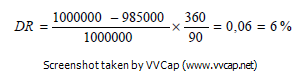 DR = (1000000 − 985000)/1000000 × 360/90 = 0,06 = 6 %
Screenshot taken by VVCap (www.vvcap.net)